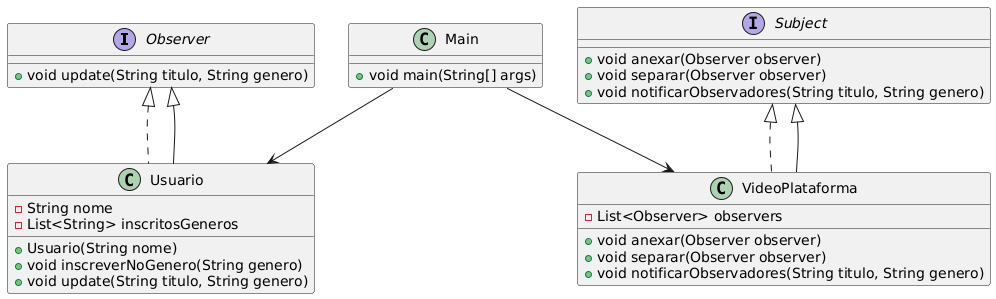 Observer
void update(String titulo, String genero)
Main
void main(String[] args)
Subject
void anexar(Observer observer)
void separar(Observer observer)
void notificarObservadores(String titulo, String genero)
Usuario
String nome
List<String> inscritosGeneros
Usuario(String nome)
void inscreverNoGenero(String genero)
void update(String titulo, String genero)
VideoPlataforma
List<Observer> observers
void anexar(Observer observer)
void separar(Observer observer)
void notificarObservadores(String titulo, String genero)